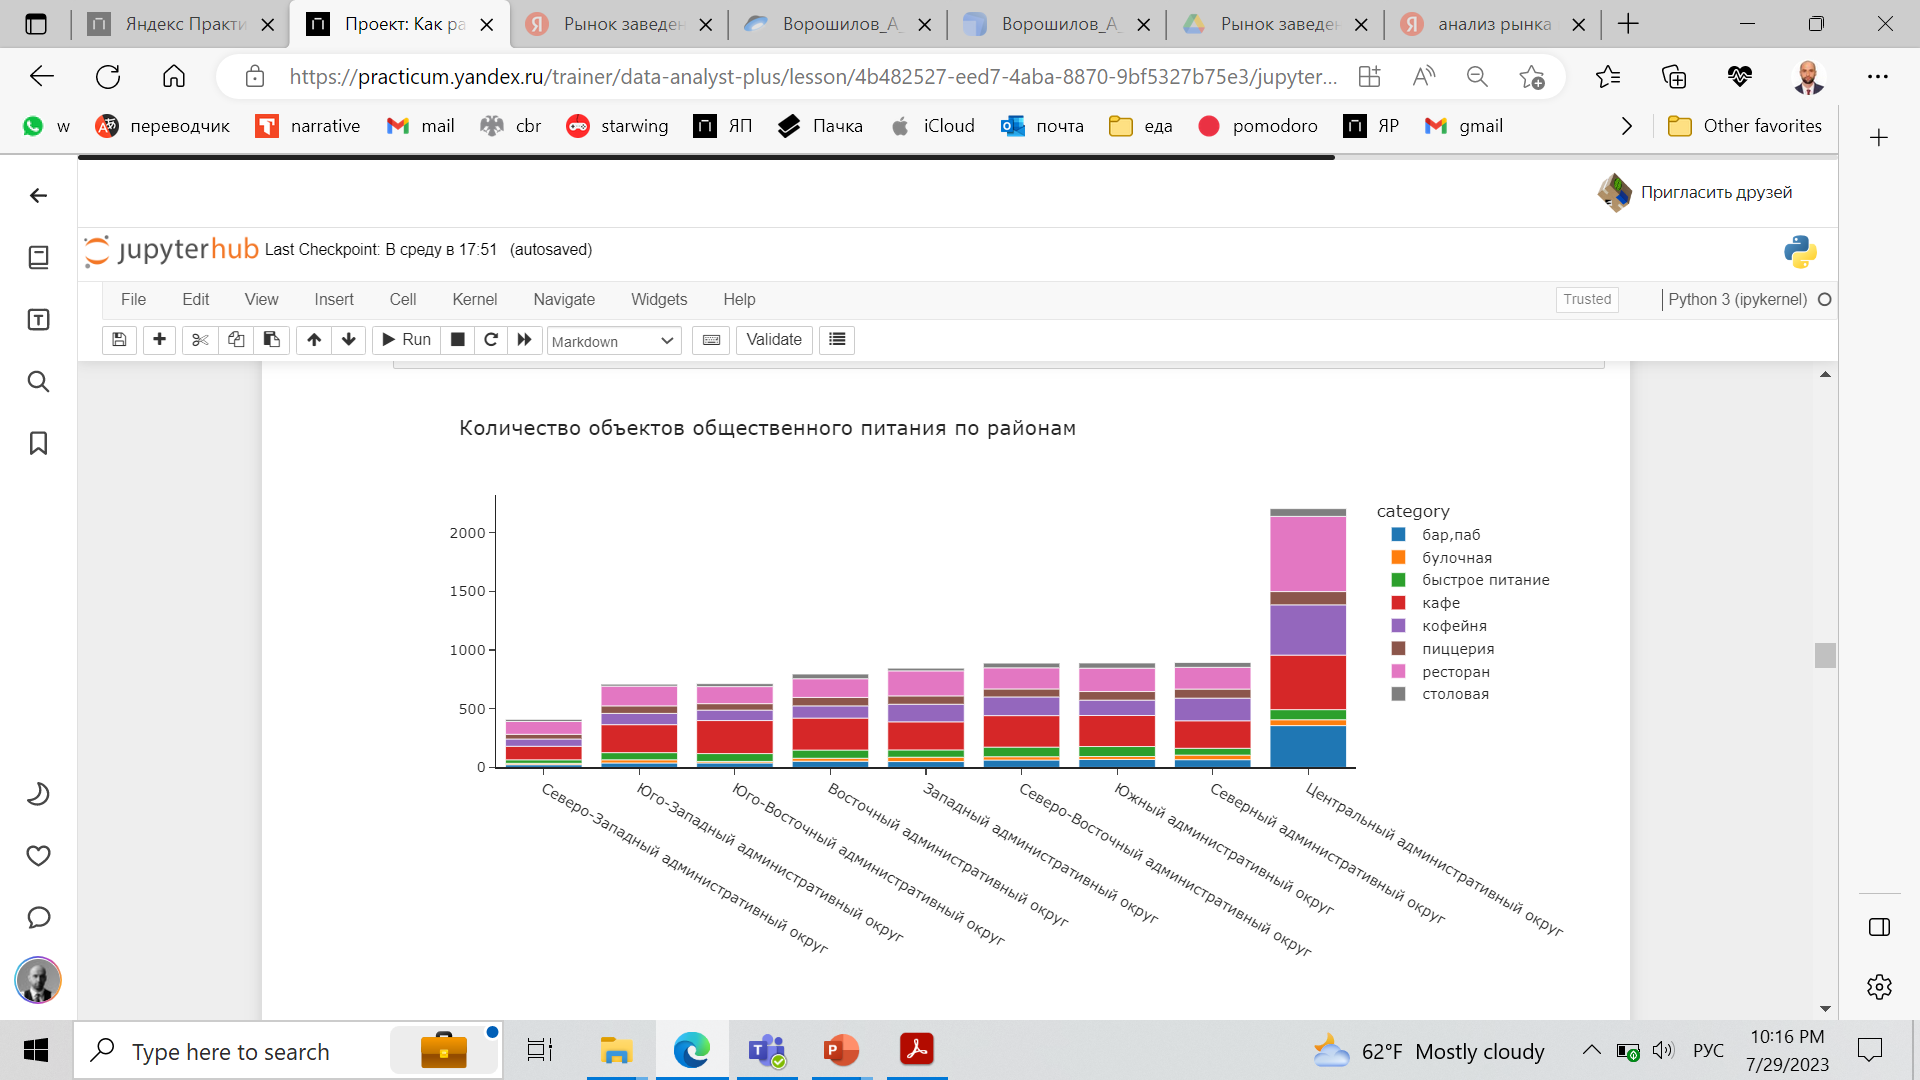 Яндекс Практи
Проект: Как ра
Рынок заведен
Ворошилов_А_
Ворошилов_А_
Рынок заведен
анализ рынка
https://practicum.yandex.ru/trainer/data-analyst-plus/lesson/4b482527-eed7-4aba-8870-9bf5327b75e3/jupyter...
w переводчик narrative mail cbr starwing ЯП Пачка iCloud почта еда pomodoro ЯР gmail Other favorites
Пригласить друзей
jupyterhub Last Checkpoint: В среду в 17:51 (autosaved)
File Edit View Insert Cell Kernel Navigate Widgets Help Trusted Python 3 (ipykernel)
Run Markdown Validate
Количество объектов общественного питания по районам
2000
1500
1000
500
0
category
бар,паб
булочная
быстрое питание
кафе
кофейня
пиццерия
ресторан
столовая
Северо-Западный административный округ
Юго-Западный административный округ
Юго-Восточный административный округ
Восточный административный округ
Западный административный округ
Северо-Восточный административный округ
Южный административный округ
Северный административный округ
Центральный административный округ
Type here to search
62°F Mostly cloudy
РУС
10:16 PM
7/29/2023